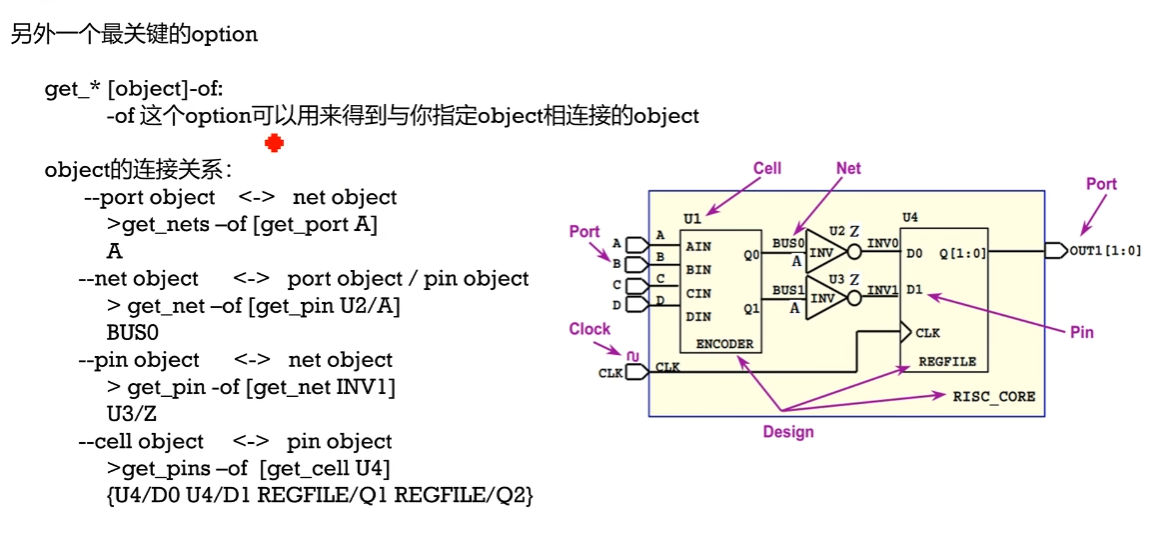 另外一个最关键的option
get_* [object]-of:
-of 这个option可以用来得到与你指定object相连接的object
object的连接关系：
--port object <-> net object
>get_nets –of [get_port A]
A
--net object <-> port object / pin object
> get_net –of [get_pin U2/A]
BUS0
--pin object <-> net object
> get_pin -of [get_net INV1]
U3/Z
--cell object <-> pin object
>get_pins –of [get_cell U4]
{U4/D0 U4/D1 REGFILE/Q1 REGFILE/Q2}
Cell
Net
Port
Port
Clock
Pin
Design
A
B
C
D
CLK
A
B
C
D
CLK
U1
AIN
BIN
CIN
DIN
Q0
Q1
ENCODER
BUS0
A
U2 Z
INV
INV0
BUS1
A
U3 Z
INV
INV1
U4
D0
Q[1:0]
D1
CLK
REGFILE
RISC_CORE
OUT1[1:0]